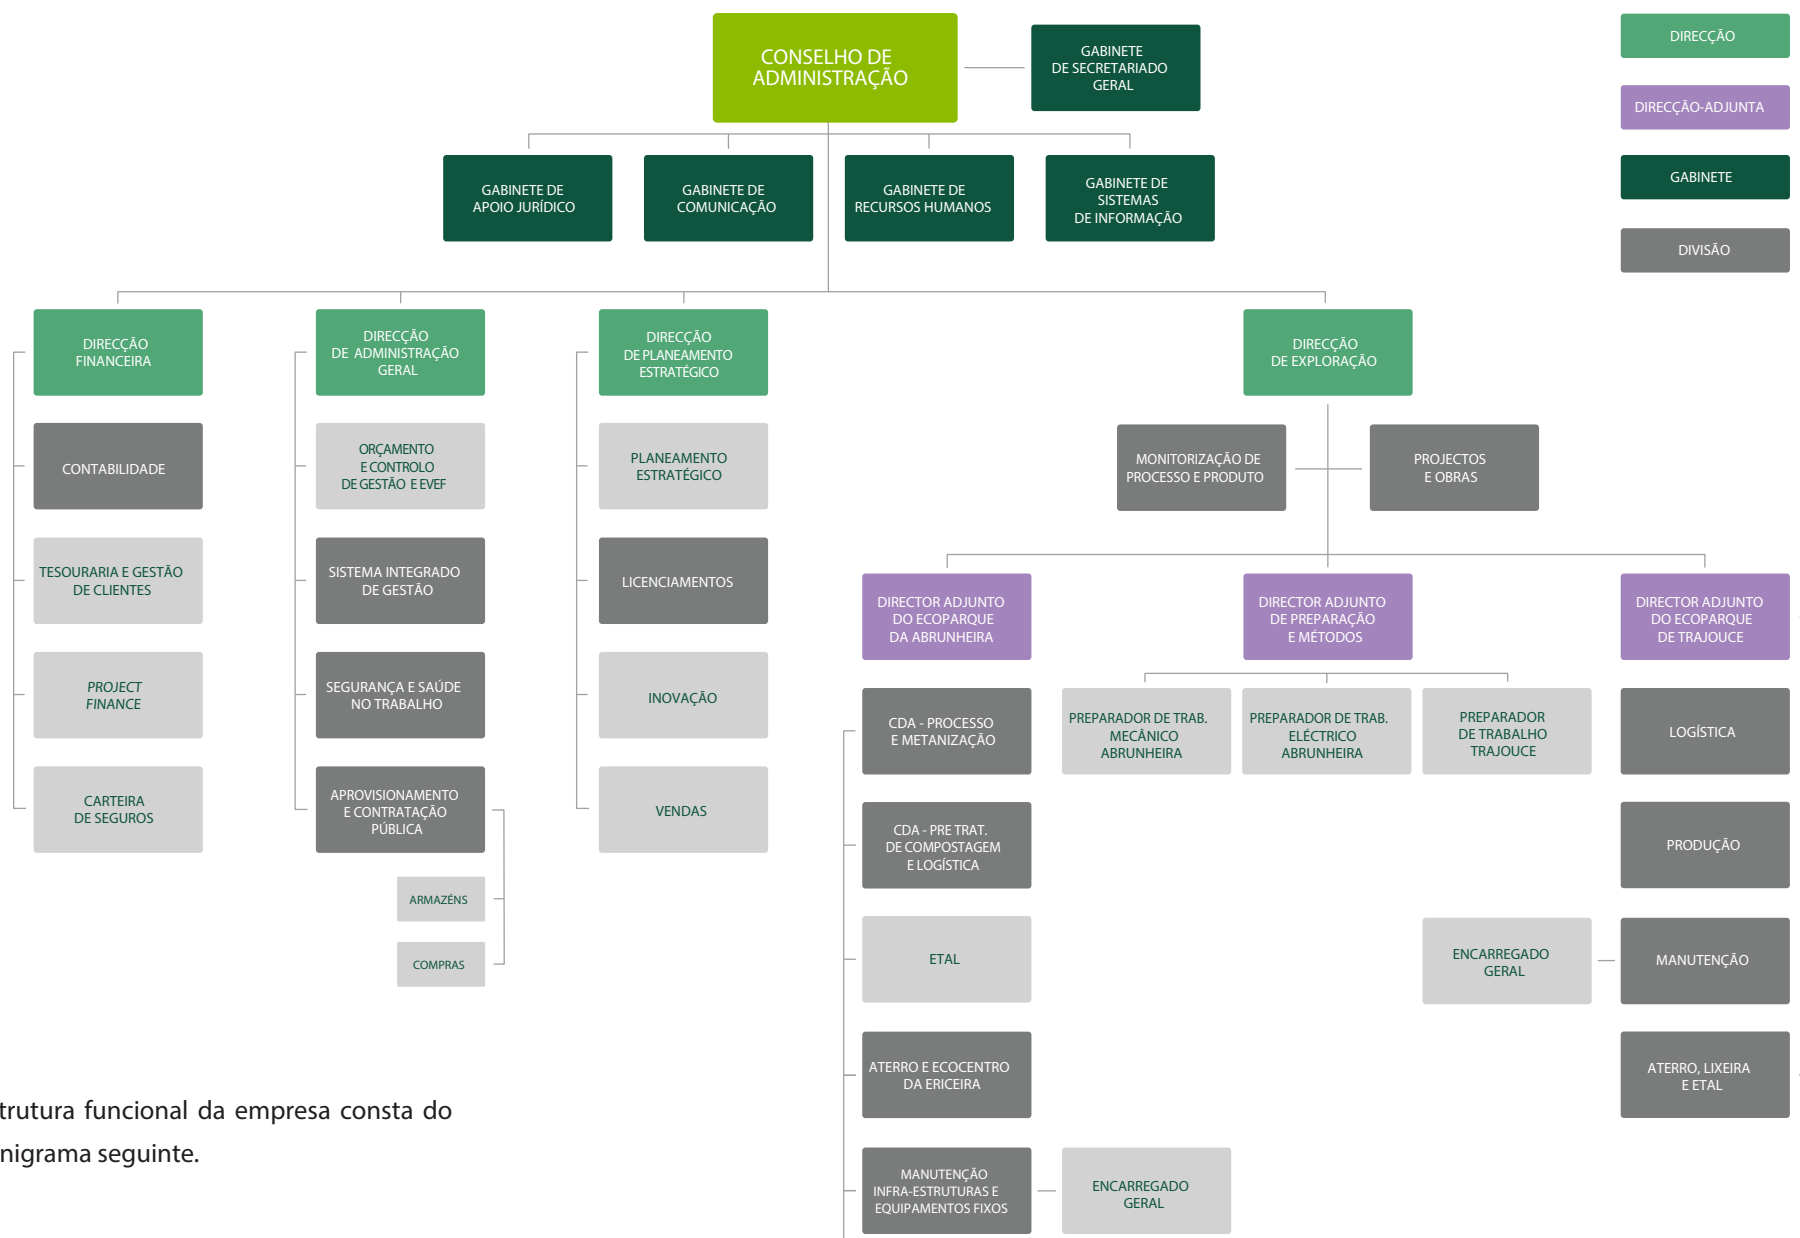 CONSELHO DE
ADMINISTRAÇÃO
GABINETE
DE SECRETARIADO
GERAL
DIRECÇÃO
DIRECÇÃO-ADJUNTA
GABINETE
DIVISÃO
GABINETE DE
APOIO JURÍDICO
GABINETE DE
COMUNICAÇÃO
GABINETE DE
RECURSOS HUMANOS
GABINETE DE
SISTEMAS
DE INFORMAÇÃO
DIRECÇÃO
FINANCEIRA
CONTABILIDADE
TESOURARIA E GESTÃO
DE CLIENTES
PROJECT
FINANCE
CARTEIRA
DE SEGUROS
DIRECÇÃO
DE ADMINISTRAÇÃO
GERAL
ORÇAMENTO
E CONTROLO
DE GESTÃO E EVEF
SISTEMA INTEGRADO
DE GESTÃO
SEGURANÇA E SAÚDE
NO TRABALHO
APROVISIONAMENTO
E CONTRATAÇÃO
PÚBLICA
ARMAZÉNS
COMPRAS
DIRECÇÃO
DE PLANEAMENTO
ESTRATÉGICO
PLANEAMENTO
ESTRATÉGICO
LICENCIAMENTOS
INOVAÇÃO
VENDAS
DIRECÇÃO
DE EXPLORAÇÃO
MONITORIZAÇÃO DE
PROCESSO E PRODUTO
PROJECTOS
E OBRAS
DIRECTOR ADJUNTO
DO ECOPARQUE
DA ABRUNHEIRA
CDA - PROCESSO
E METANIZAÇÃO
CDA - PRE TRAT.
DE COMPOSTAGEM
E LOGÍSTICA
ETAL
ATERRO E ECOCENTRO
DA ERICEIRA
MANUTENÇÃO
INFRA-ESTRUTURAS E
EQUIPAMENTOS FIXOS
ENCARREGADO
GERAL
DIRECTOR ADJUNTO
DE PREPARAÇÃO
E MÉTODOS
PREPARADOR DE TRAB.
MECÂNICO
ABRUNHEIRA
PREPARADOR DE TRAB.
ELÉCTRICO
ABRUNHEIRA
PREPARADOR
DE TRABALHO
TRAJOUCE
DIRECTOR ADJUNTO
DO ECOPARQUE
DE TRAJOUCE
LOGÍSTICA
PRODUÇÃO
ENCARREGADO
GERAL
MANUTENÇÃO
ATERRO, LIXEIRA
E ETAL
trutura funcional da empresa consta do
nigrama seguinte.